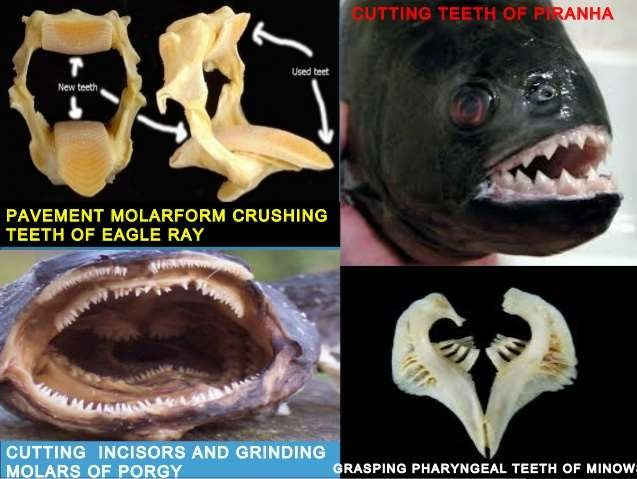 New teeth
Used teet
PAVEMENT MOLARFORM CRUSHING
TEETH OF EAGLE RAY
CUTTING TEETH OF PIRANHA
CUTTING INCISORS AND GRINDING
MOLARS OF PORGY
GRASPING PHARYNGEAL TEETH OF MINOW